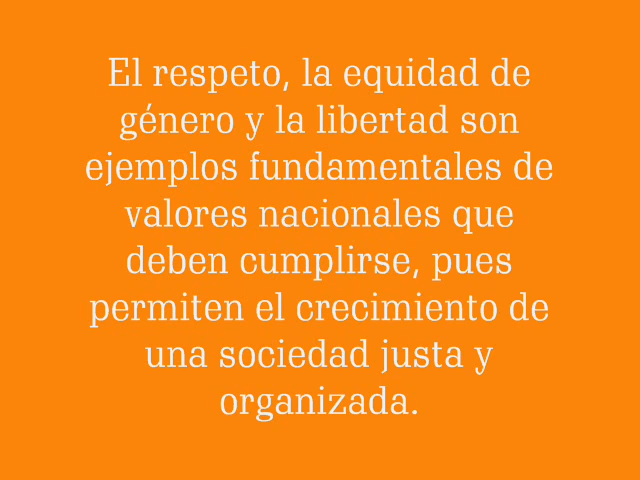 El respeto, la equidad de
género y la libertad son
ejemplos fundamentales de
valores nacionales que
deben cumplirse, pues
permiten el crecimiento de
una sociedad justa y
organizada.